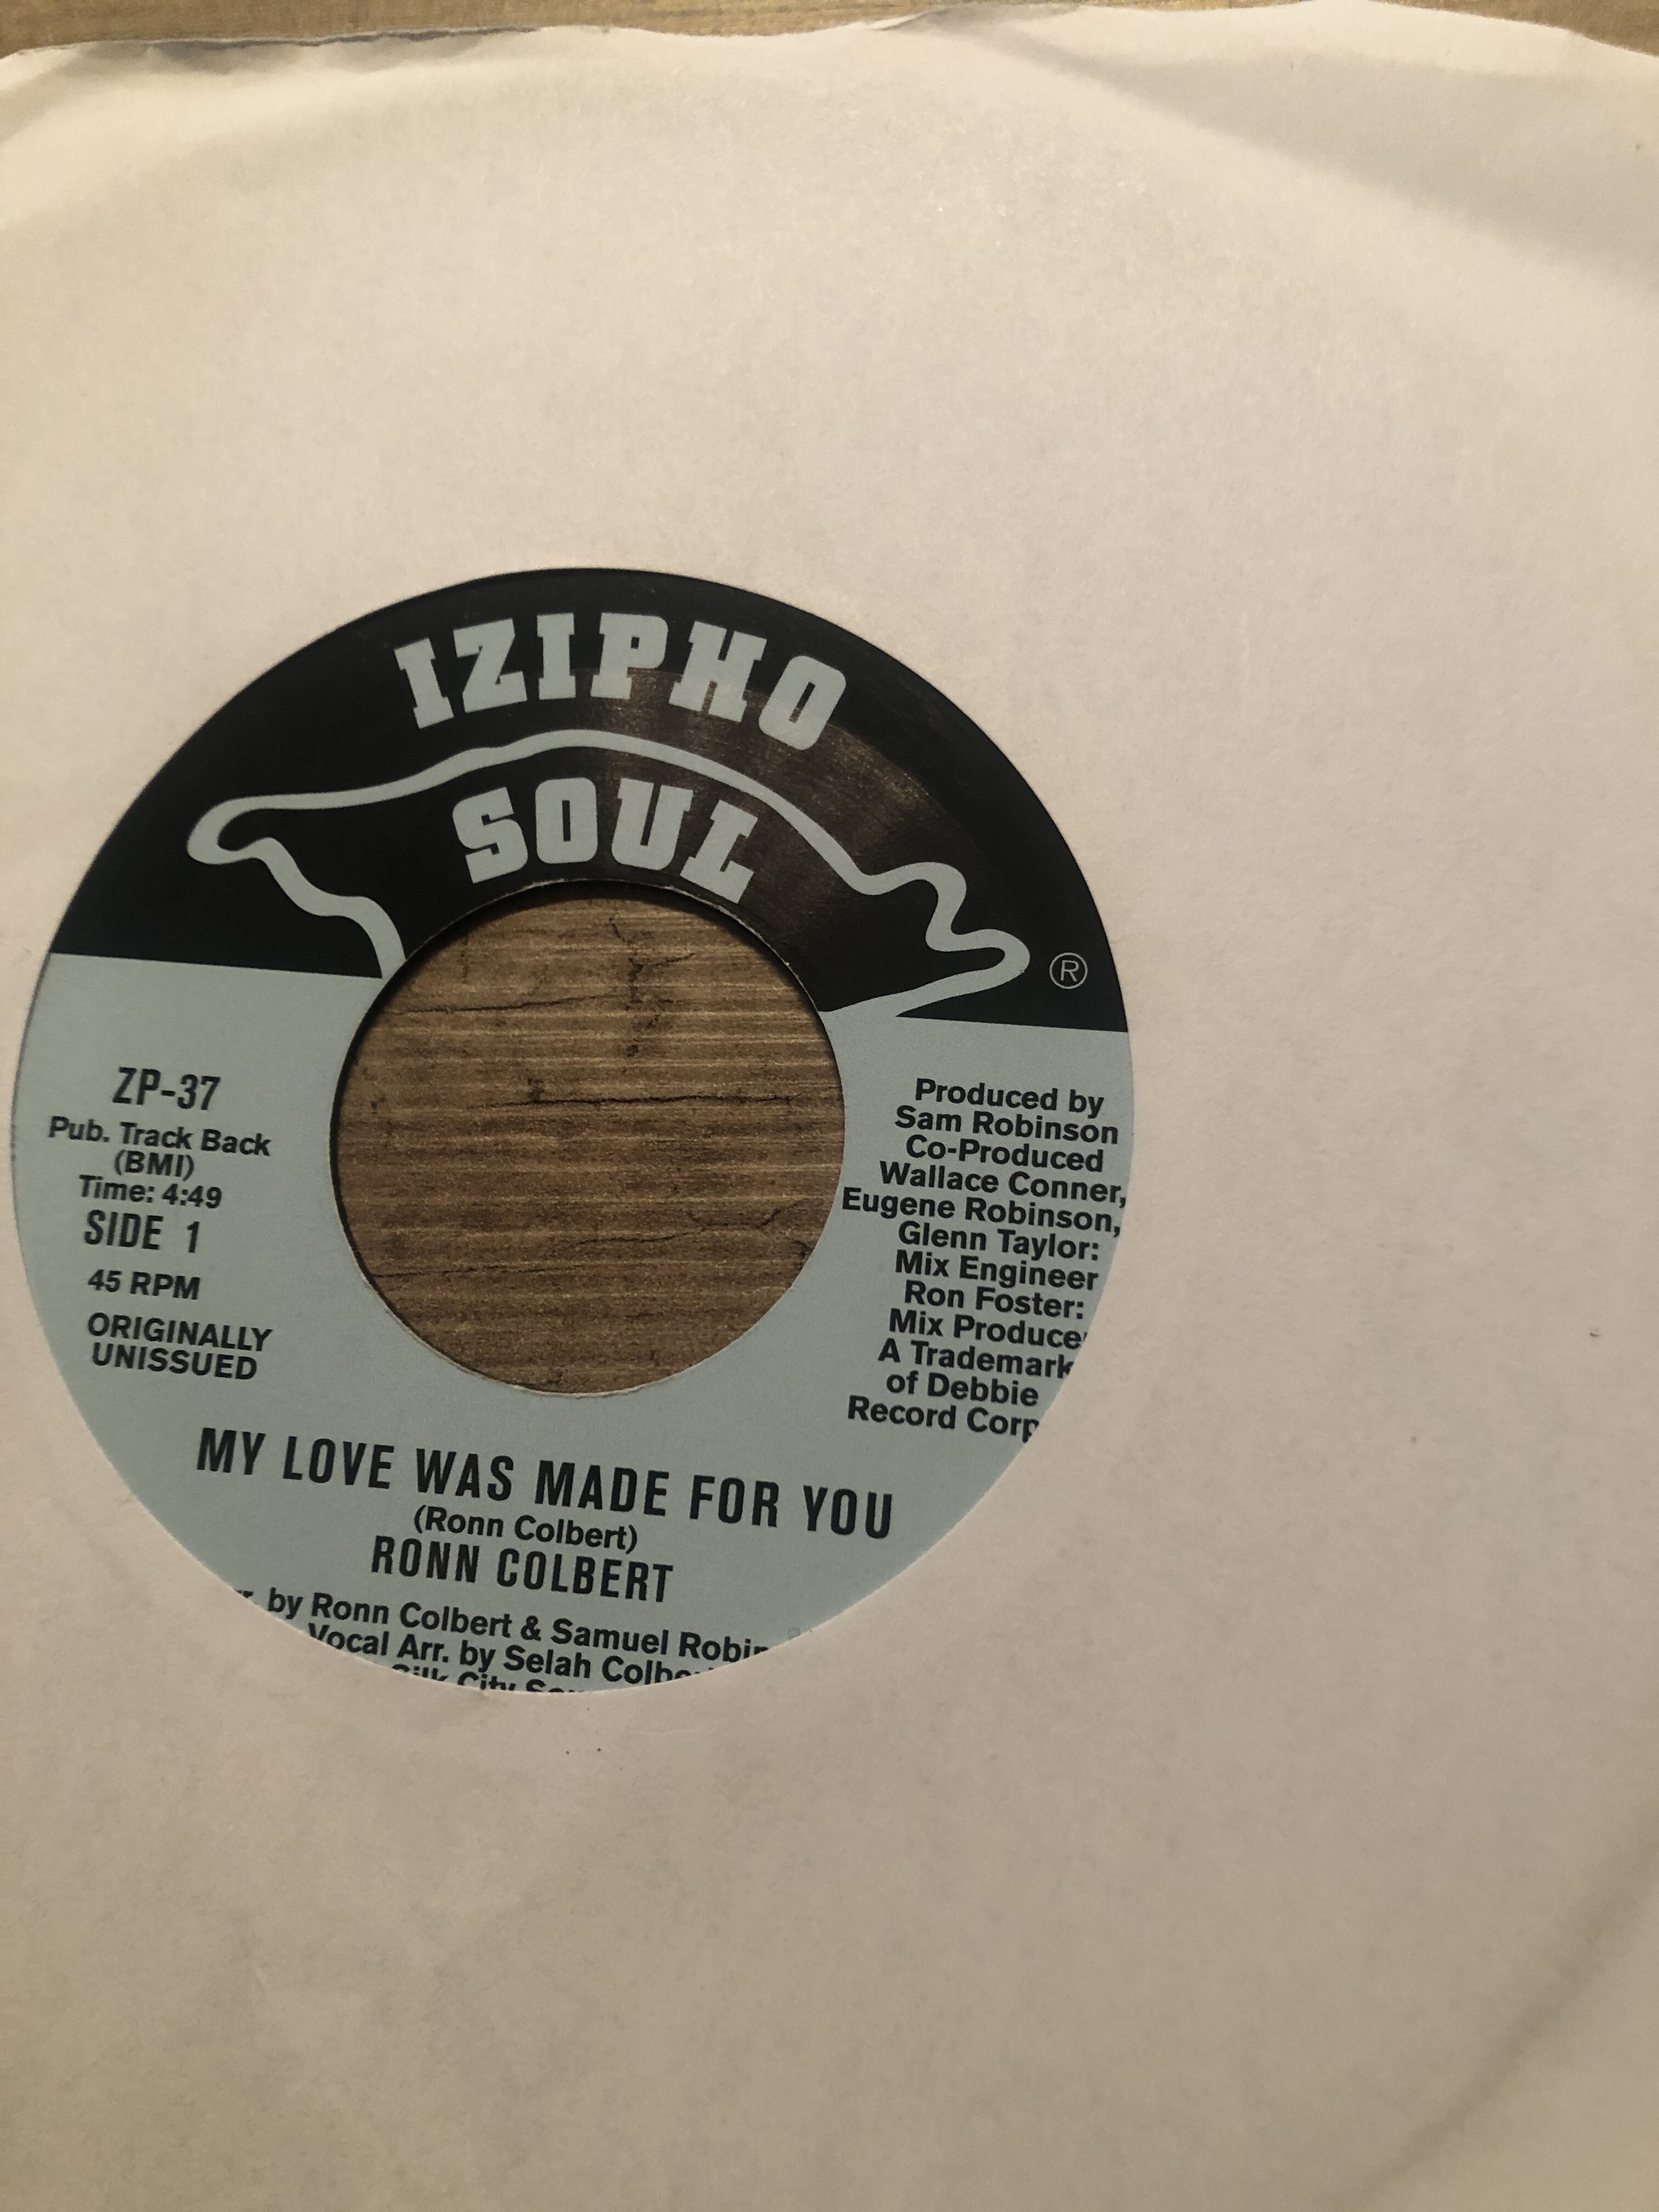 IZIPHO
SOUL
®
ZP-37
Pub. Track Back
(BMI)
Time: 4:49
SIDE 1
45 RPM
ORIGINALLY
UNISSUED
Produced by
Sam Robinson
Co-Produced
Wallace Conner,
Eugene Robinson,
Glenn Taylor:
Mix Engineer
Ron Foster:
Mix
A Trademark
of Debbie
Record Corp
MY LOVE WAS MADE FOR YOU
(Ronn Colbert)
RONN COLBERT
by Ronn Colbert & Samuel
Vocal Arr. by Selah
City